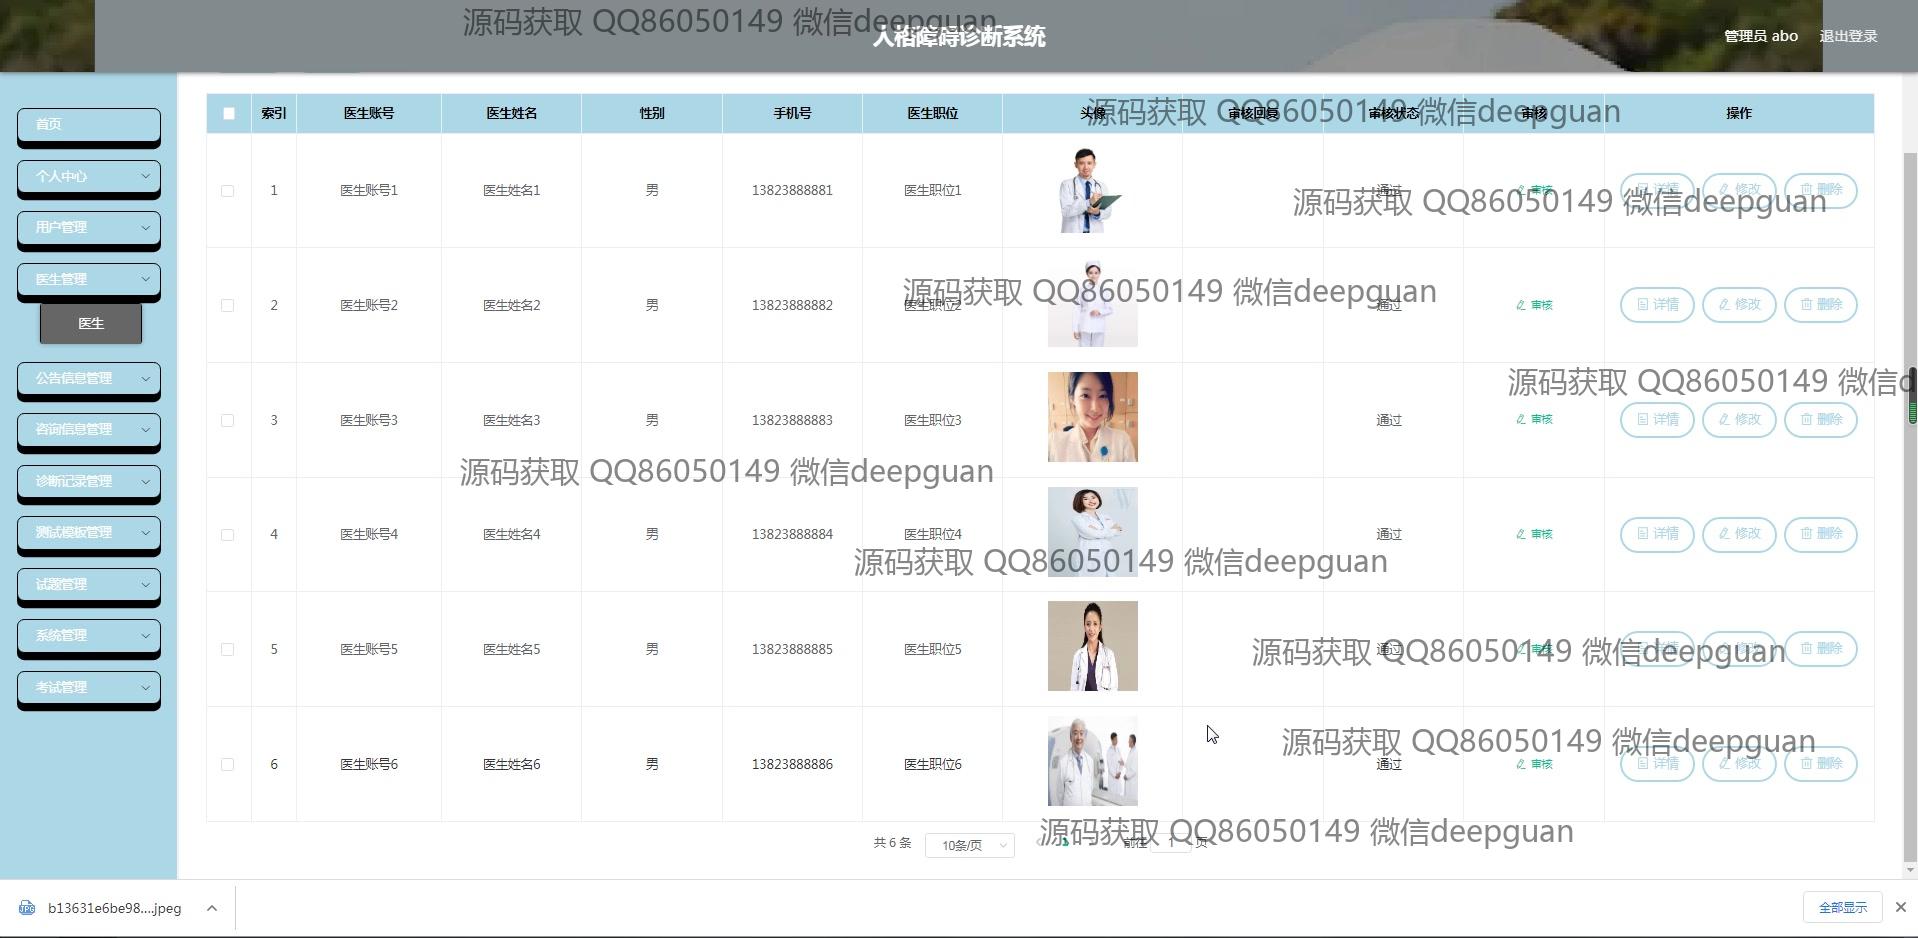 源码获取 QQ86050149 微信deepguan
人格障碍诊断系统
管理员 abo 退出登录
首页
个人中心
用户管理
医生管理
医生
公告信息管理
咨询信息管理
诊断记录管理
测试模板管理
试题管理
系统管理
考试管理
索引 医生账号 医生姓名 性别 手机号 医生职位 头像 审核回复 审核状态 审核 操作
源码获取 QQ86050149 微信deepguan
1 医生账号1 医生姓名1 男 13823888881 医生职位1 通过 审核 详情 修改 删除
源码获取 QQ86050149 微信deepguan
源码获取 QQ86050149 微信deepguan
2 医生账号2 医生姓名2 男 13823888882 医生职位2 通过 审核 详情 修改 删除
源码获取 QQ86050149 微信d
3 医生账号3 医生姓名3 男 13823888883 医生职位3 通过 审核 详情 修改 删除
源码获取 QQ86050149 微信deepguan
4 医生账号4 医生姓名4 男 13823888884 医生职位4 通过 审核 详情 修改 删除
源码获取 QQ86050149 微信deepguan
5 医生账号5 医生姓名5 男 13823888885 医生职位5 通过 审核 详情 修改 删除
源码获取 QQ86050149 微信deepguan
源码获取 QQ86050149 微信deepguan
6 医生账号6 医生姓名6 男 13823888886 医生职位6 通过 审核 详情 修改 删除
源码获取 QQ86050149 微信deepguan
共 6 条 10条/页 1 前往 1 页
b13631e6be98....jpeg 全部显示